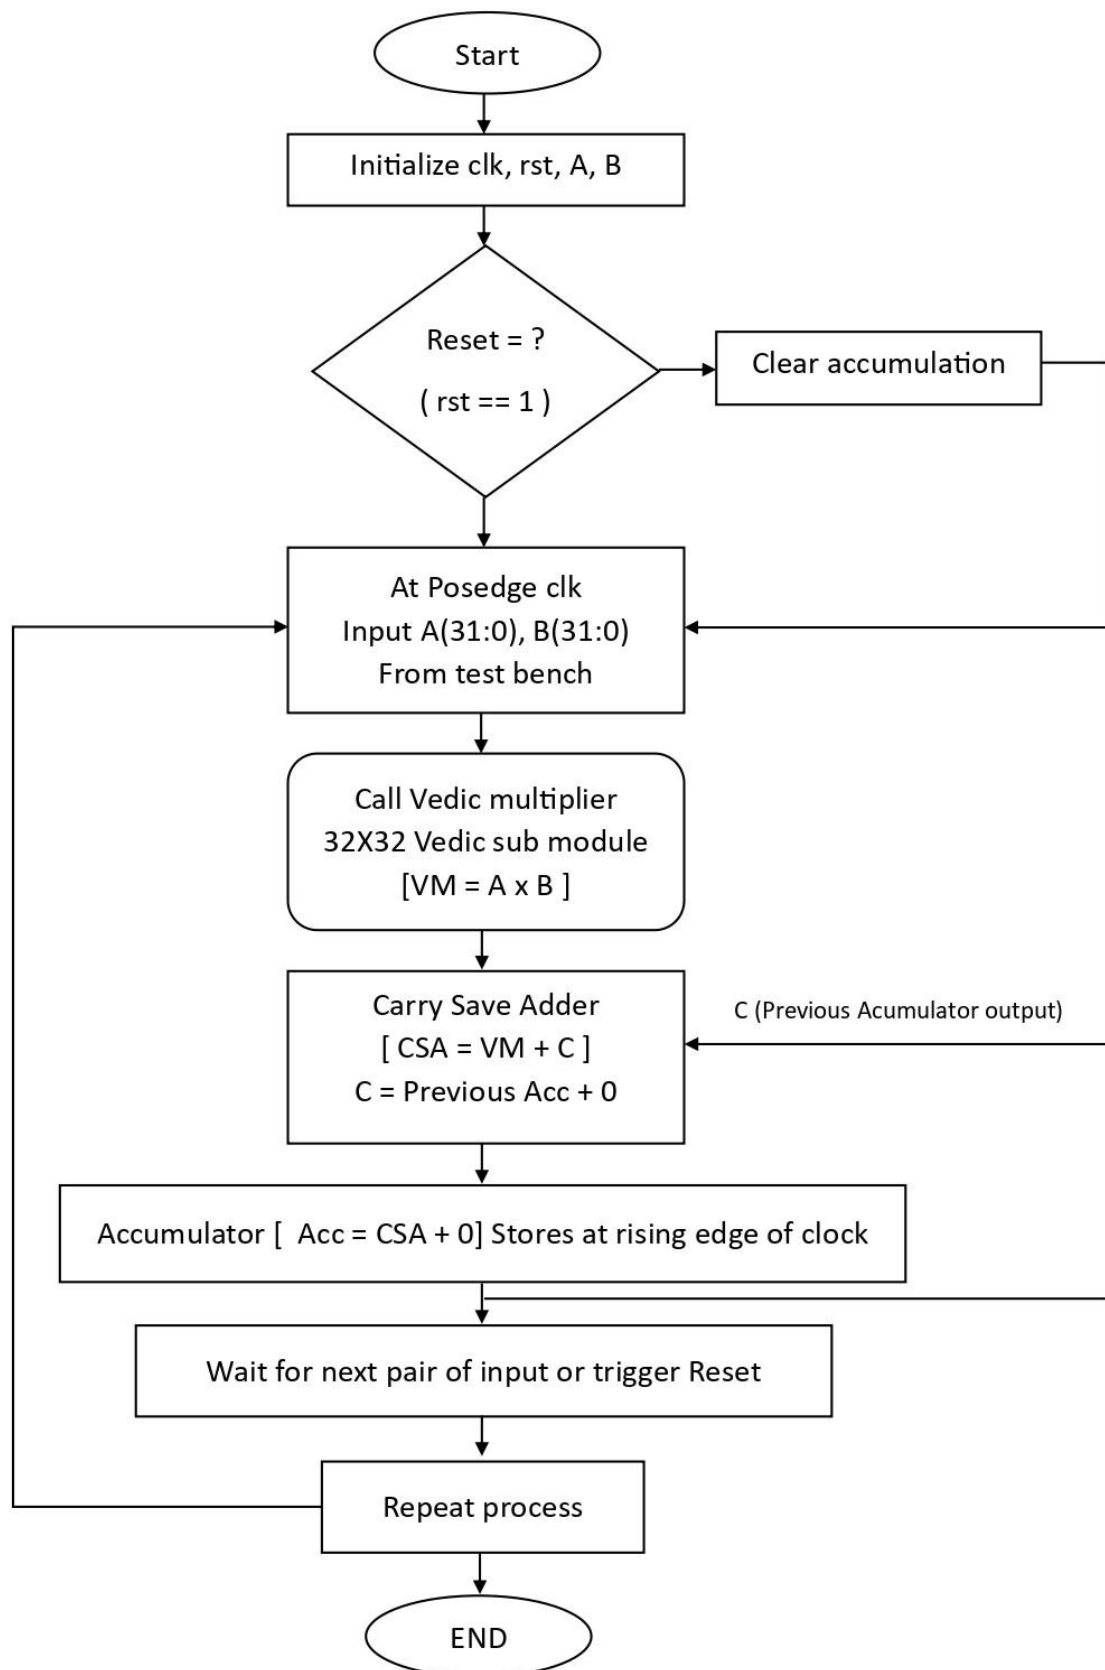 Start
Initialize clk, rst, A, B
Reset = ?
( rst == 1 )
Clear accumulation
At Posedge clk
Input A(31:0), B(31:0)
From test bench
Call Vedic multiplier
32X32 Vedic sub module
[VM = A x B ]
Carry Save Adder
[ CSA = VM + C ]
C = Previous Acc + 0
C (Previous Acumulator output)
Accumulator [  Acc = CSA + 0] Stores at rising edge of clock
Wait for next pair of input or trigger Reset
Repeat process
END